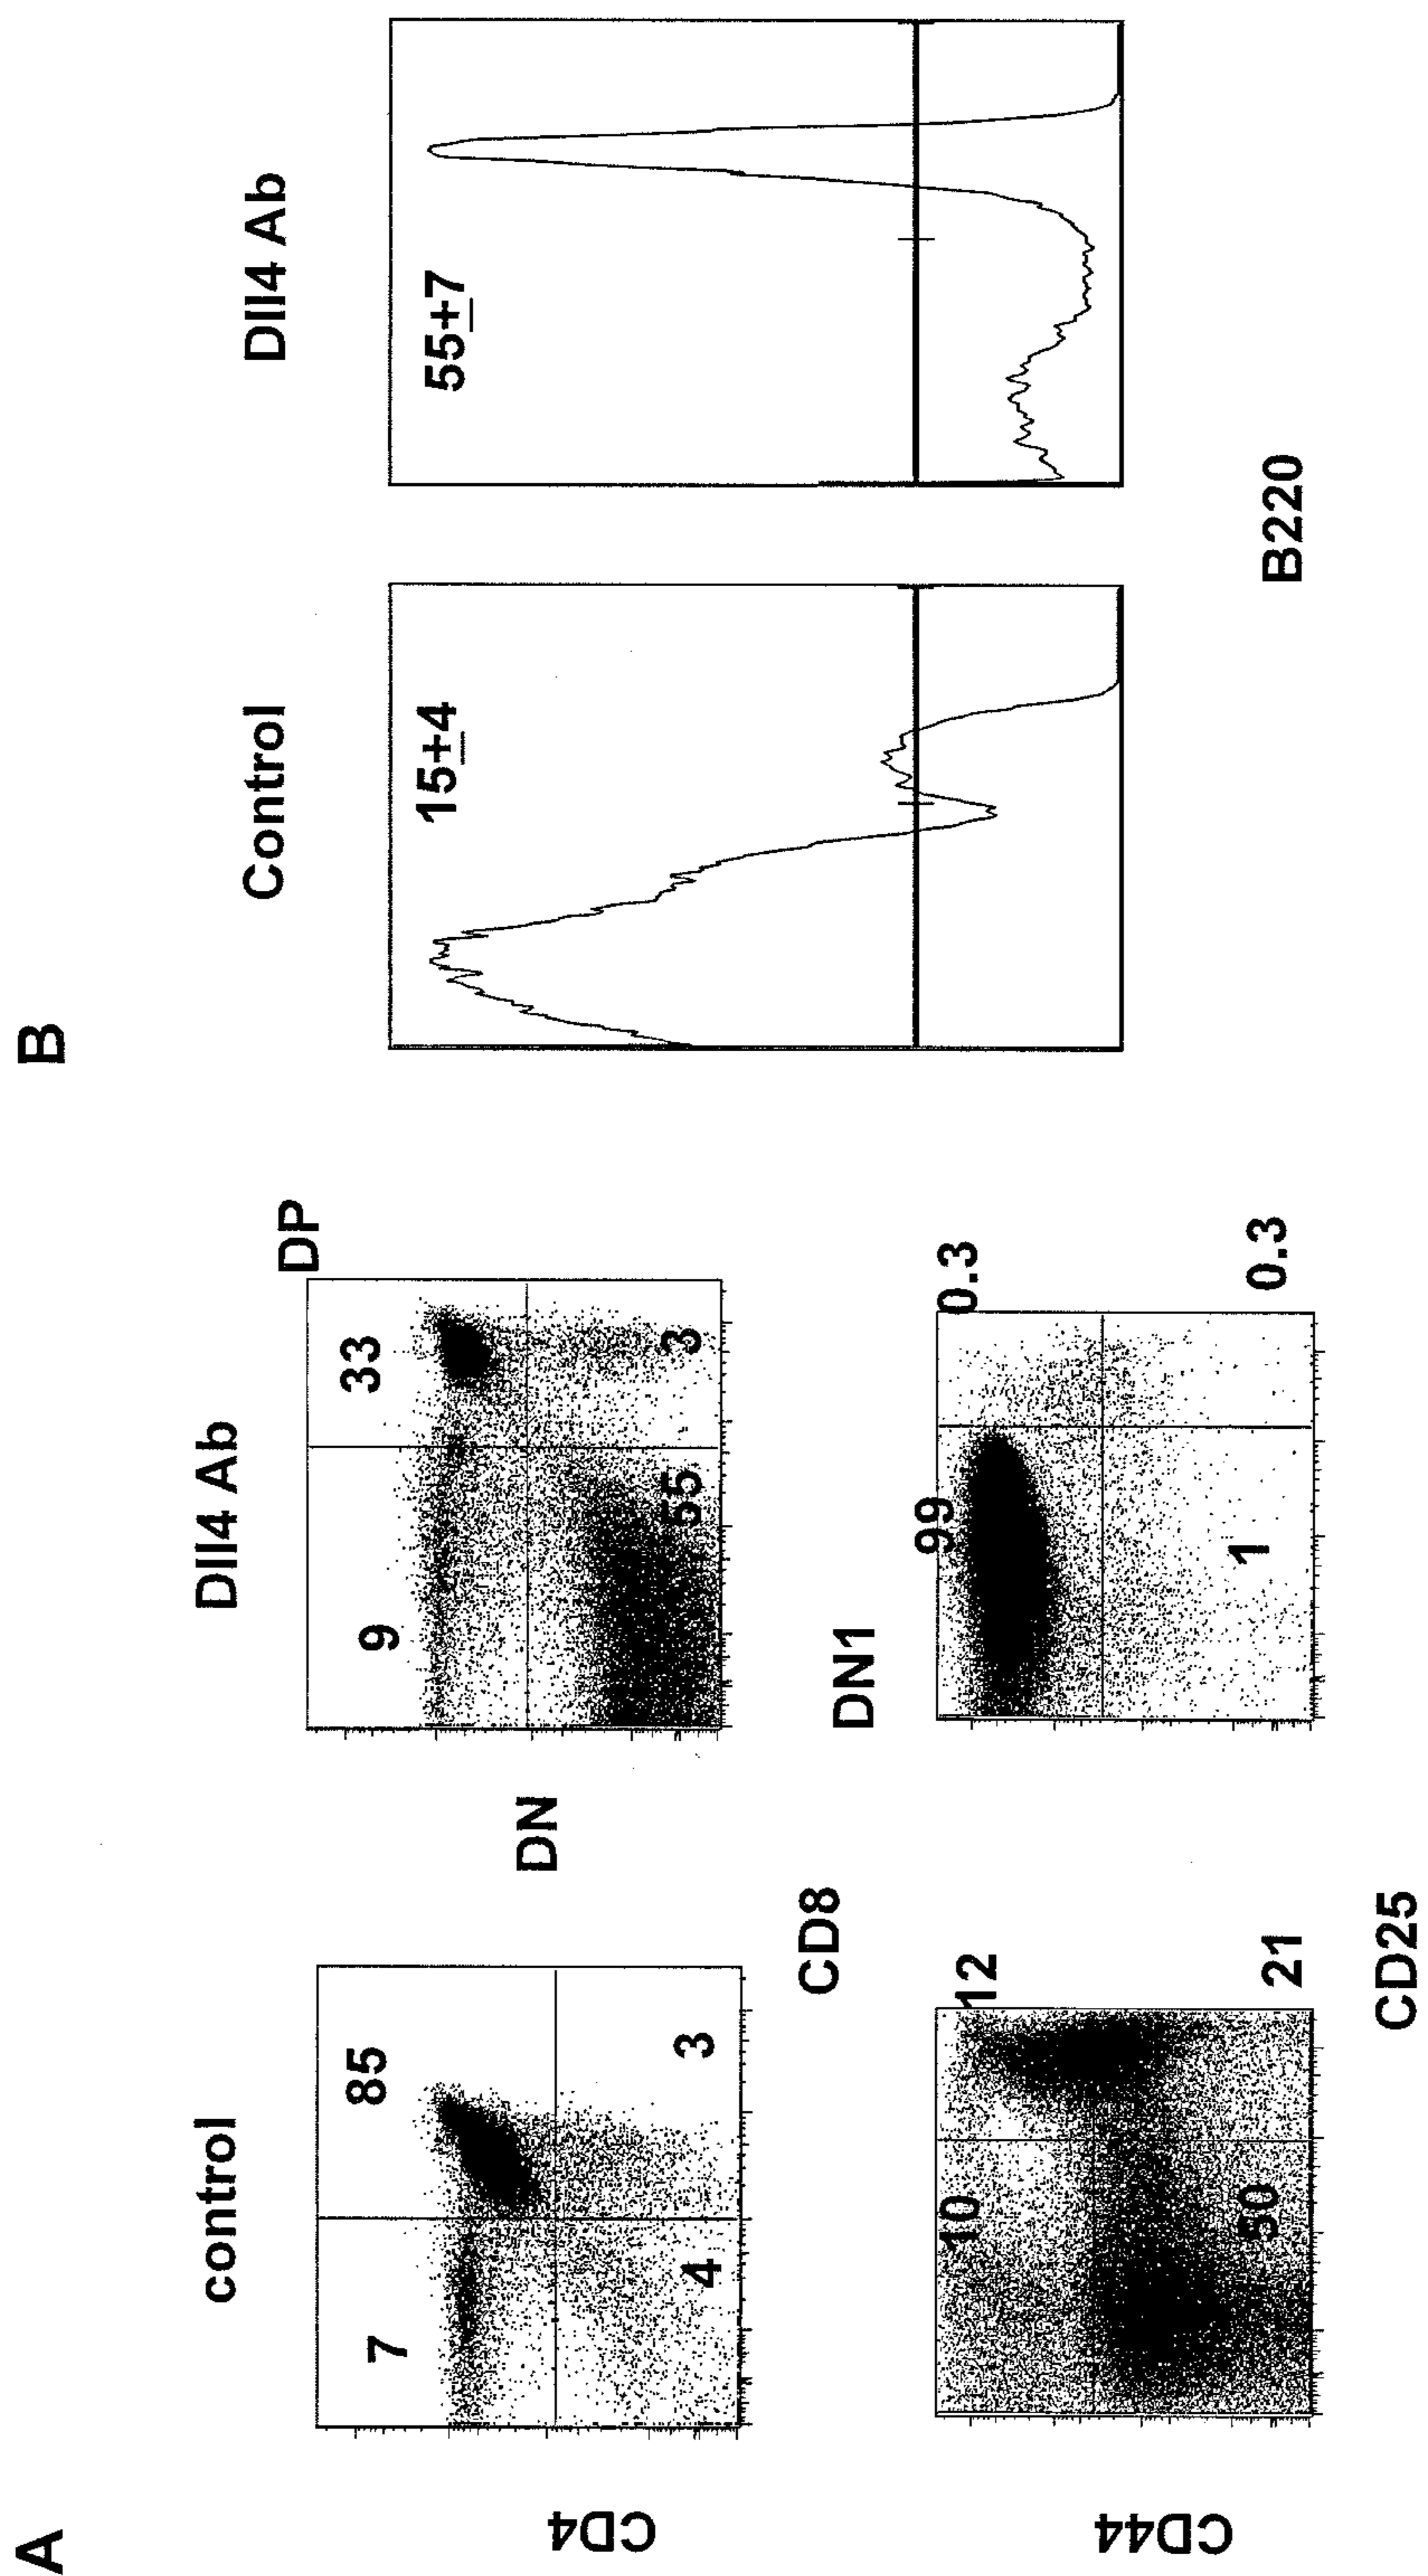 A
control
Dll4 Ab
CD4
7
85
4
3
CD8
DN
9
33
DP
55
3
CD44
10
12
50
21
CD25
DN1
99
0.3
1
0.3
B
Control
Dll4 Ab
15+4
55+7
B220